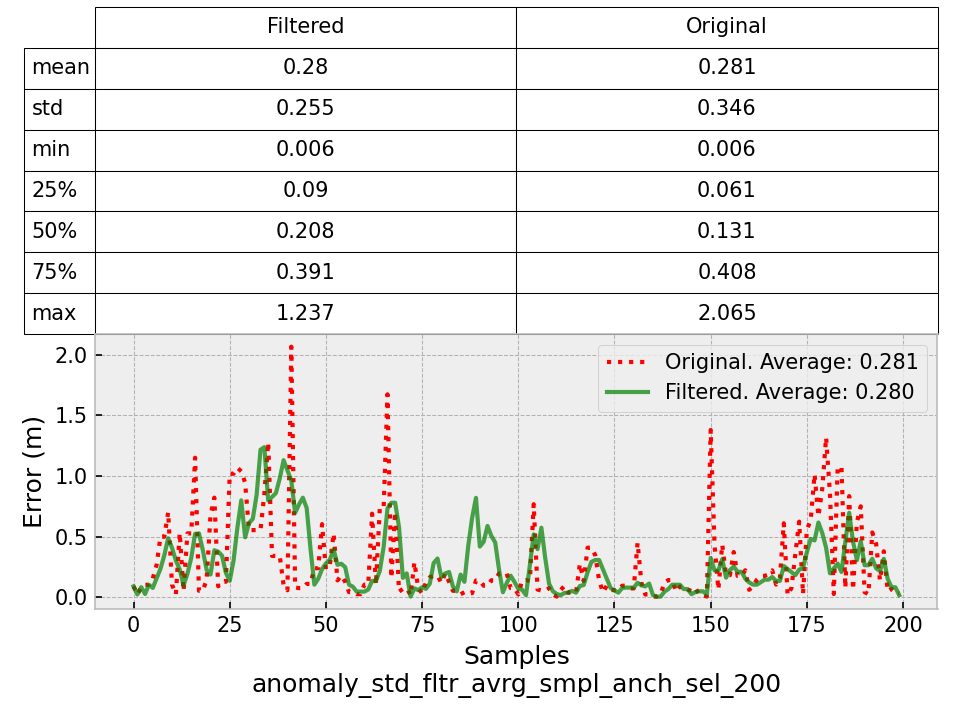 Filtered Original
mean 0.28 0.281
std 0.255 0.346
min 0.006 0.006
25% 0.09 0.061
50% 0.208 0.131
75% 0.391 0.408
max 1.237 2.065
Original. Average: 0.281
Filtered. Average: 0.280
Error (m)
2.0
1.5
1.0
0.5
0.0
0 25 50 75 100 125 150 175 200
Samples
anomaly_std_fltr_avrg_smpl_anch_sel_200